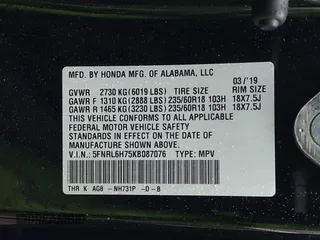 MFD. BY HONDA MFG. OF ALABAMA, LLC
03/'19
GVWR 2730 KG(6019 LBS) TIRE SIZE RIM SIZE
GAWR F 1310 KG(2888 LBS)235/60R18 103H 18X7.5J
GAWR R 1465 KG(3230 LBS)235/60R18 103H 18X7.5J
THIS VEHICLE CONFORMS TO ALL APPLICABLE
FEDERAL MOTOR VEHICLE SAFETY STANDARDS
IN EFFECT ON THE DATE OF MANUFACTURE
SHOWN ABOVE.
V.I.N: 5FNRL6H75KB087076 TYPE: MPV
THR K AG8 -NH731P -D -B